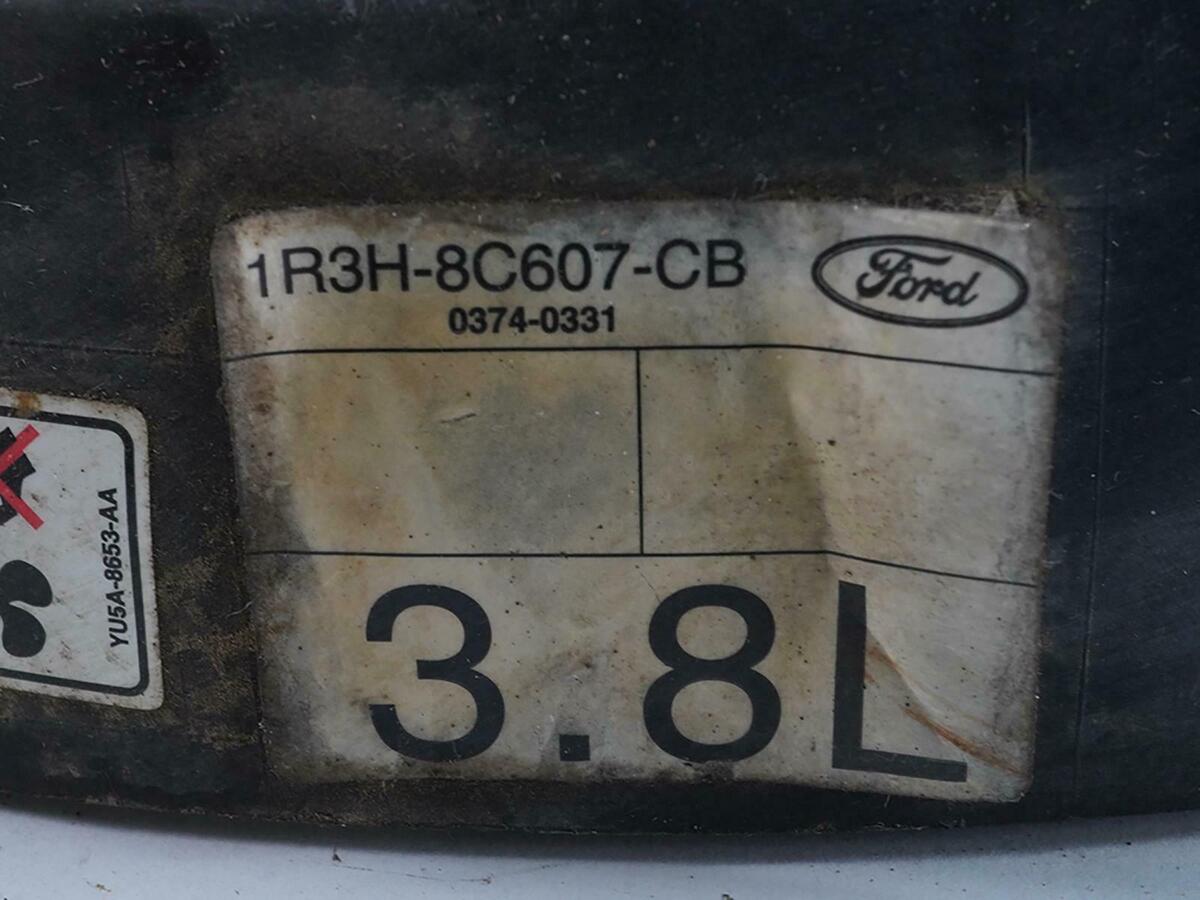 1R3H-8C607-CB
Ford
0374-0331
3.8L
YU5A-8653-AA